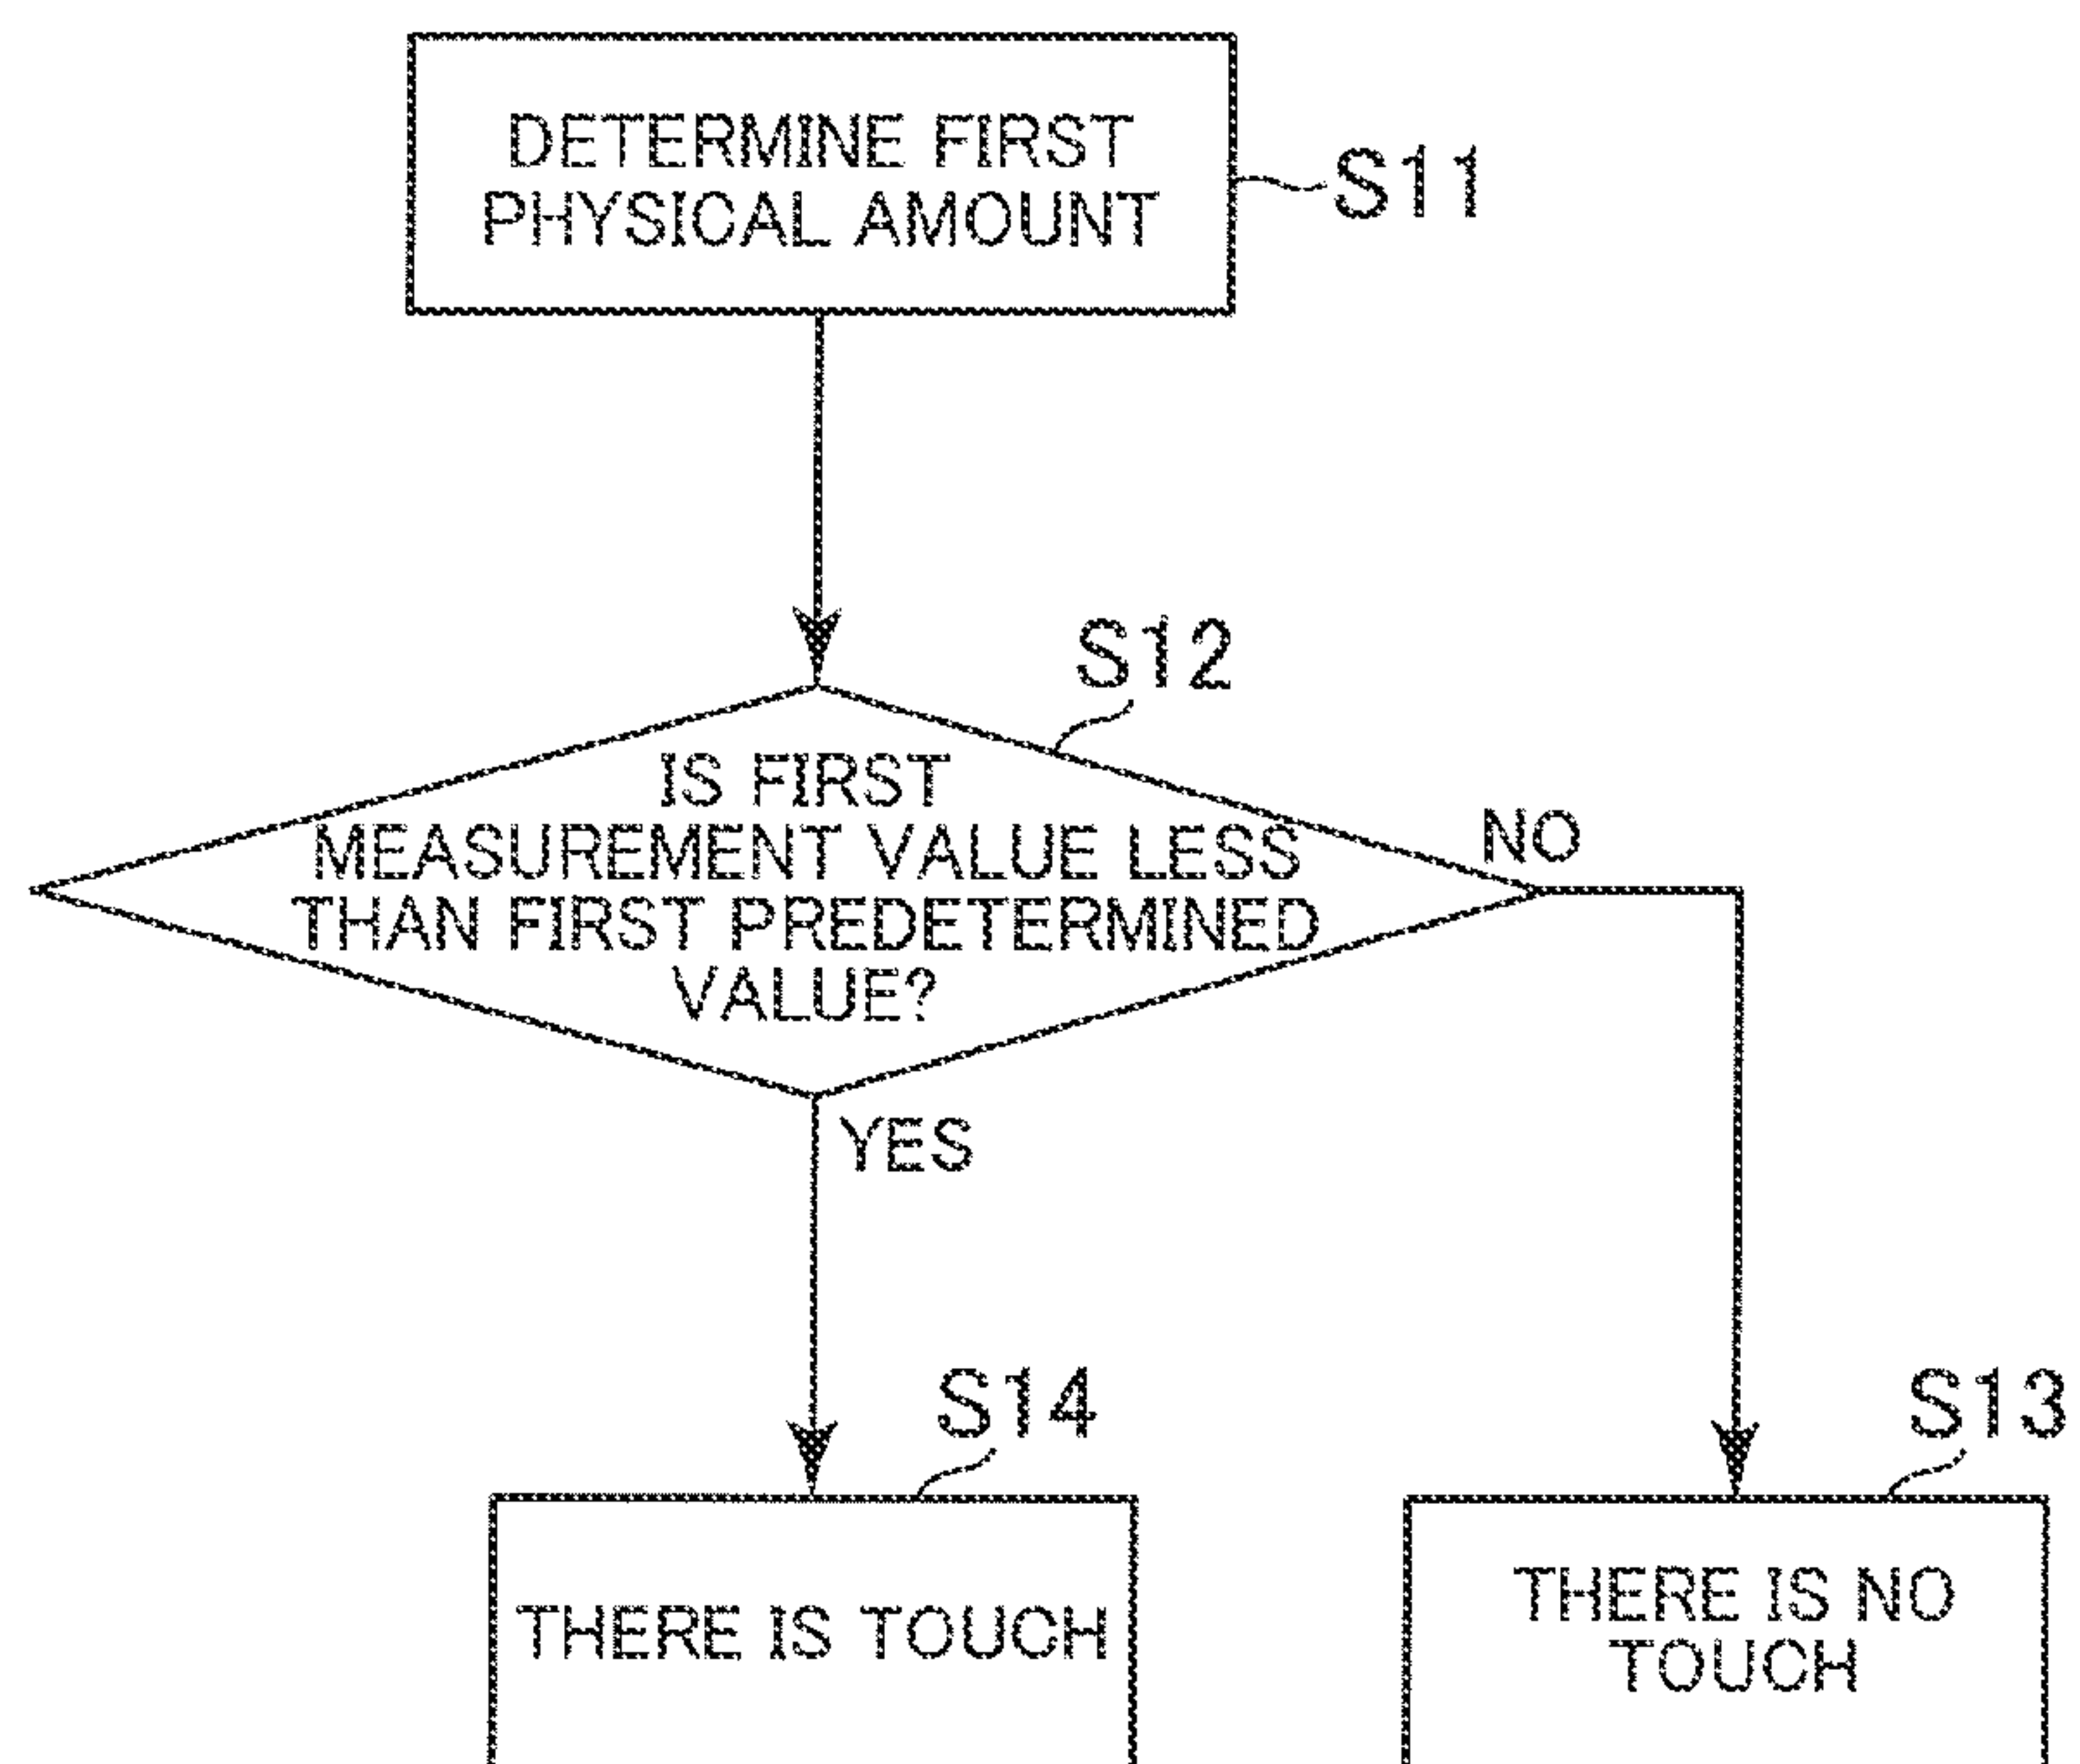 DETERMINE FIRST
PHYSICAL AMOUNT
S11
S12
IS FIRST
MEASUREMENT VALUE LESS
THAN FIRST PREDETERMINED
VALUE?
NO
YES
S14
S13
THERE IS TOUCH
THERE IS NO
TOUCH